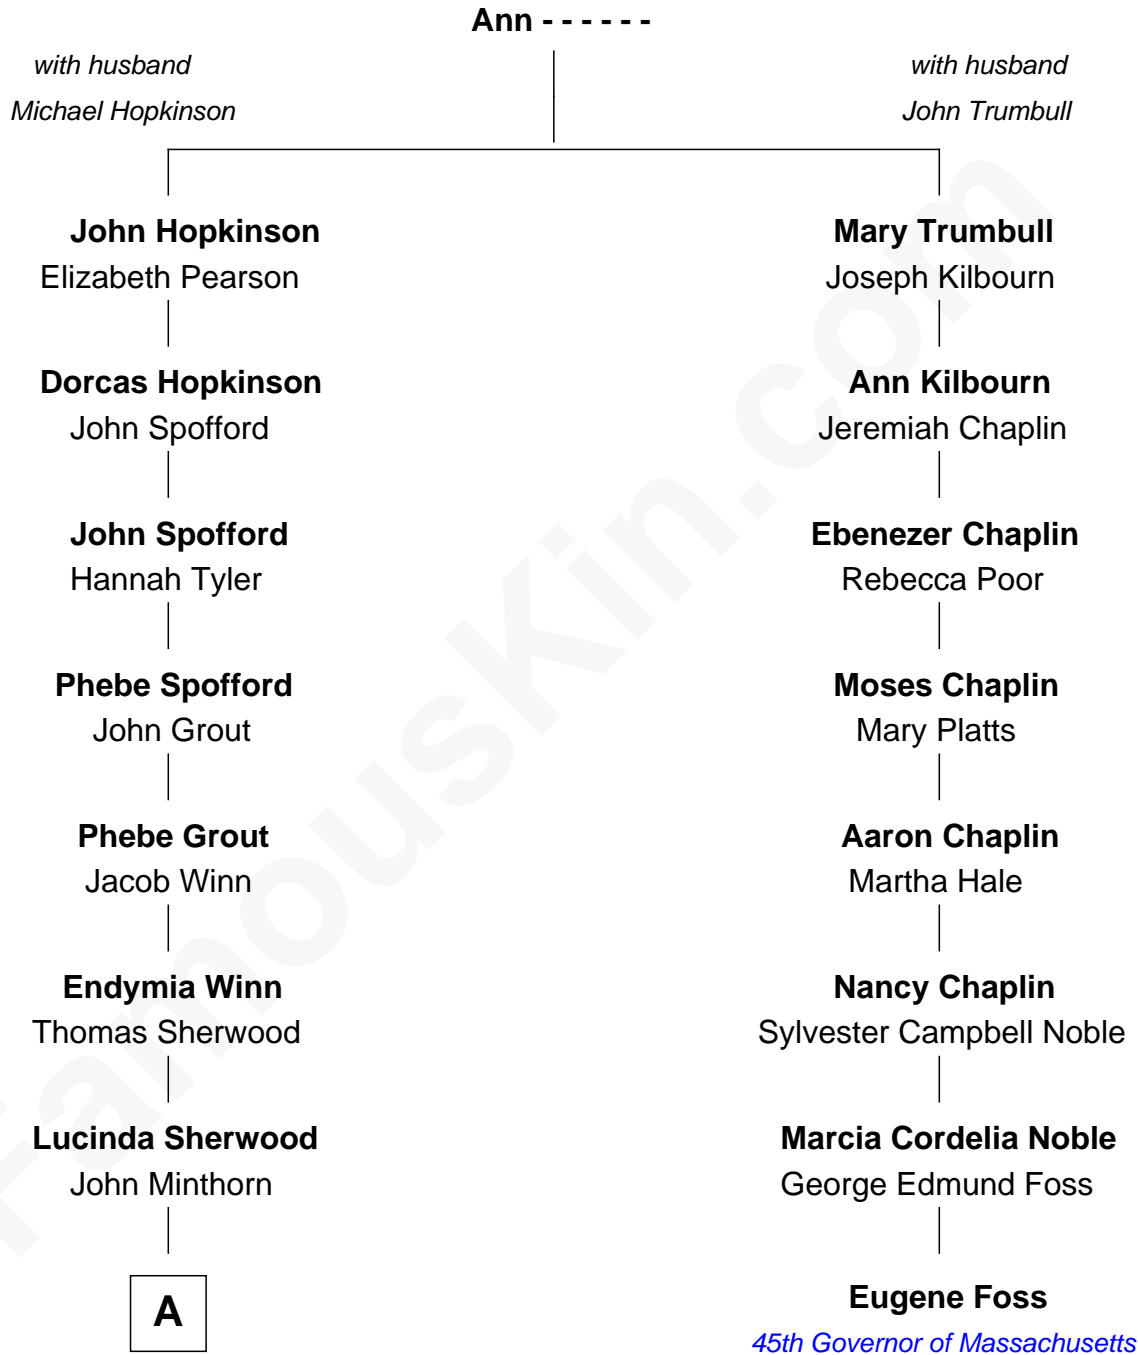 Ann - - - - - -
with husband
Michael Hopkinson
with husband
John Trumbull
John Hopkinson
Elizabeth Pearson
Mary Trumbull
Joseph Kilbourn
Dorcas Hopkinson
John Spofford
Ann Kilbourn
Jeremiah Chaplin
John Spofford
Hannah Tyler
Ebenezer Chaplin
Rebecca Poor
Phebe Spofford
John Grout
Moses Chaplin
Mary Platts
Phebe Grout
Jacob Winn
Aaron Chaplin
Martha Hale
Endymia Winn
Thomas Sherwood
Nancy Chaplin
Sylvester Campbell Noble
Lucinda Sherwood
John Minthorn
Marcia Cordelia Noble
George Edmund Foss
A
Eugene Foss
45th Governor of Massachusetts
FamousKin.com